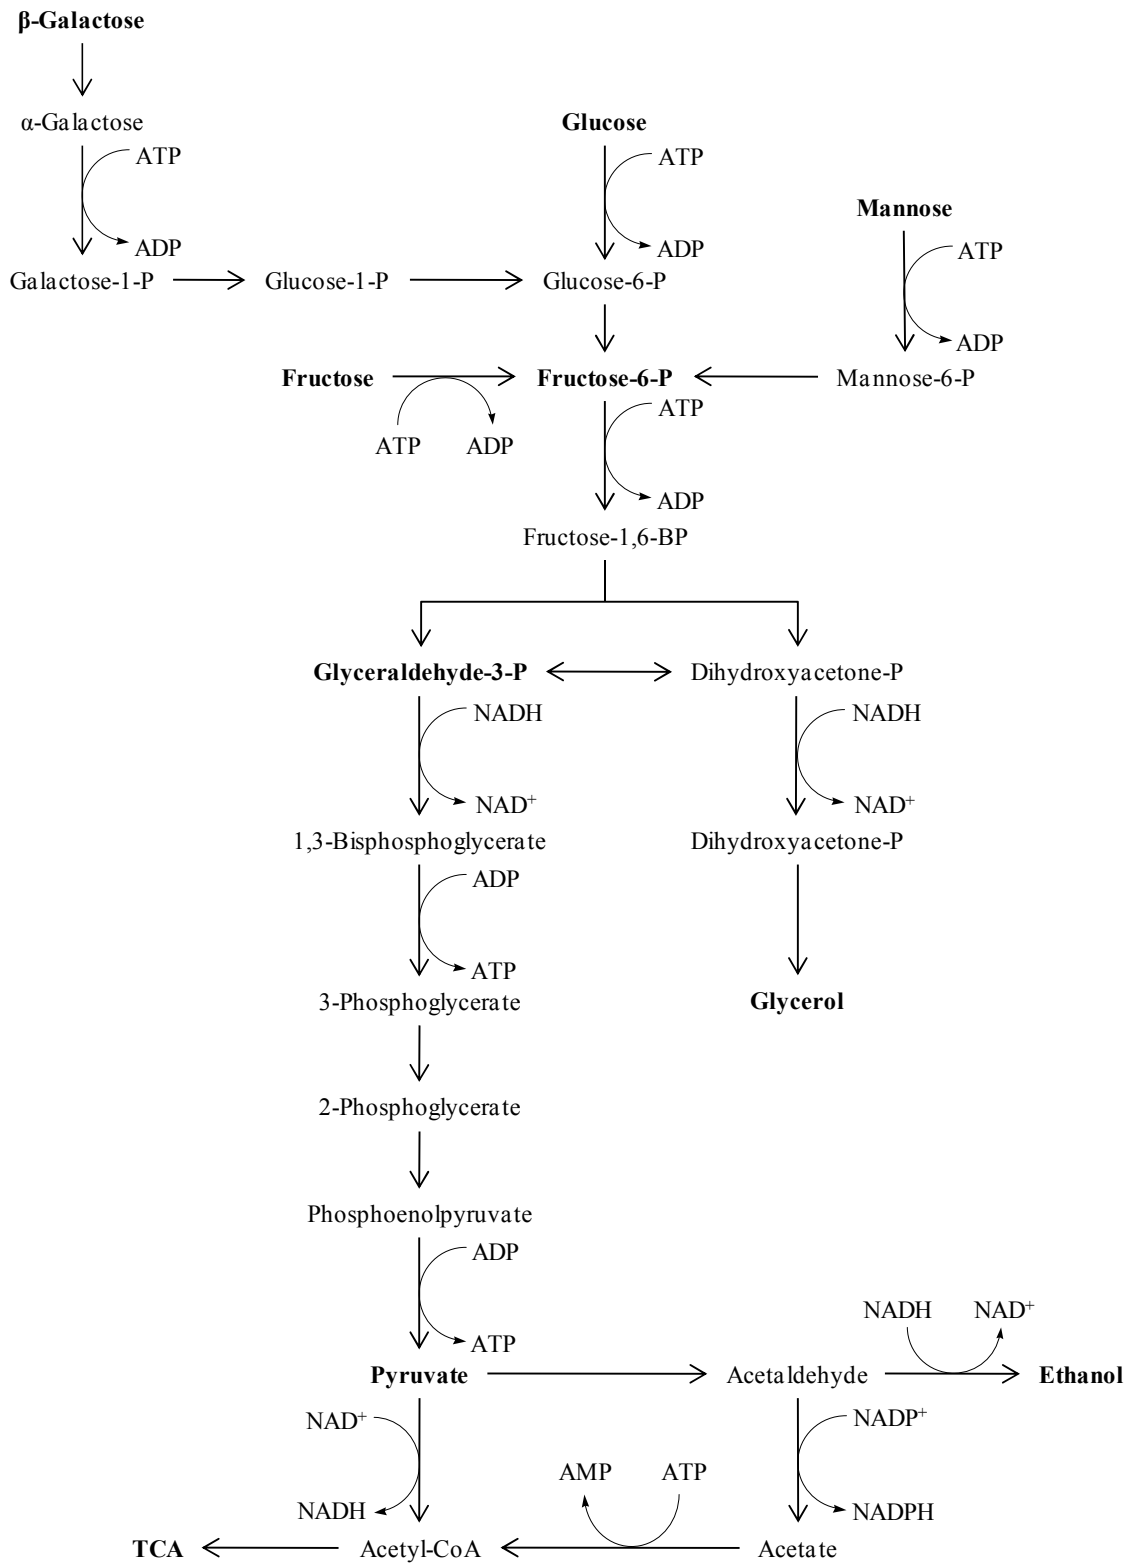 β-Galactose
α-Galactose
Glucose
ATP
ATP
Mannose
ADP
ADP
ATP
Galactose-1-P
Glucose-1-P
Glucose-6-P
ADP
Fructose
Fructose-6-P
Mannose-6-P
ATP
ATP
ADP
ADP
Fructose-1,6-BP
Glyceraldehyde-3-P
Dihydroxyacetone-P
NADH
NADH
NAD⁺
NAD⁺
1,3-Bisphosphoglycerate
Dihydroxyacetone-P
ADP
ATP
3-Phosphoglycerate
Glycerol
2-Phosphoglycerate
Phosphoenolpyruvate
ADP
NADH
NAD⁺
ATP
Pyruvate
Acetaldehyde
Ethanol
NAD⁺
NADP⁺
AMP
ATP
NADH
NADPH
TCA
Acetyl-CoA
Acetate